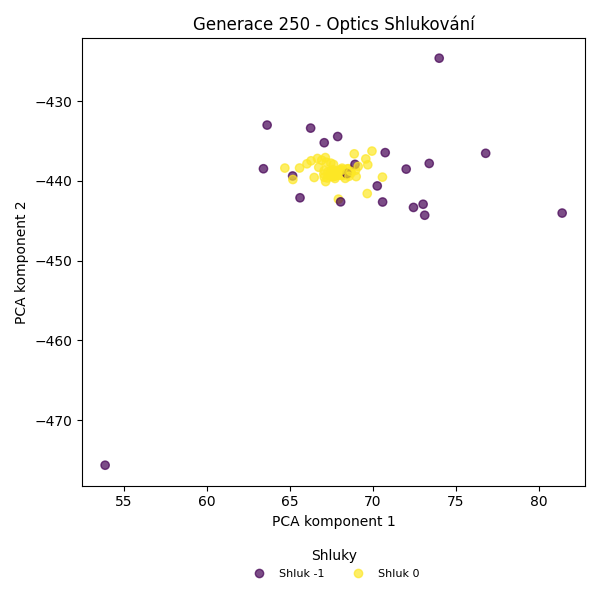 Generace 250 - Optics Shlukování
PCA komponent 2
−430
−440
−450
−460
−470
55 60 65 70 75 80
PCA komponent 1
Shluky
Shluk -1 Shluk 0